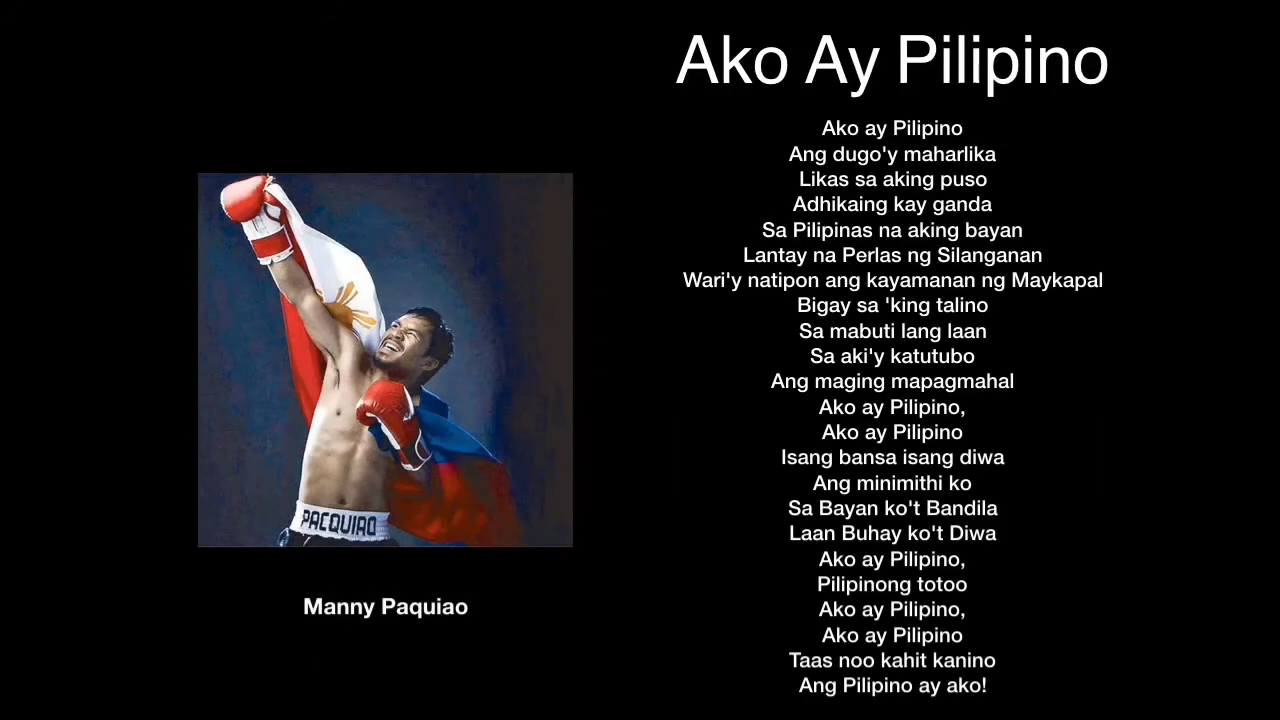 Ako Ay Pilipino
Ako ay Pilipino
Ang dugo'y maharlika
Likas sa aking puso
Adhikaing kay ganda
Sa Pilipinas na aking bayan
Lantay na Perlas ng Silanganan
Wari'y natipon ang kayamanan ng Maykapal
Bigay sa 'king talino
Sa mabuti lang laan
Sa aki'y katutubo
Ang maging mapagmahal
Ako ay Pilipino,
Ako ay Pilipino
Isang bansa isang diwa
Ang minimithi ko
Sa Bayan ko't Bandila
Laan Buhay ko't Diwa
Ako ay Pilipino,
Pilipinong totoo
Ako ay Pilipino,
Ako ay Pilipino
Taas noo kahit kanino
Ang Pilipino ay ako!
PACQUIAO
Manny Paquiao